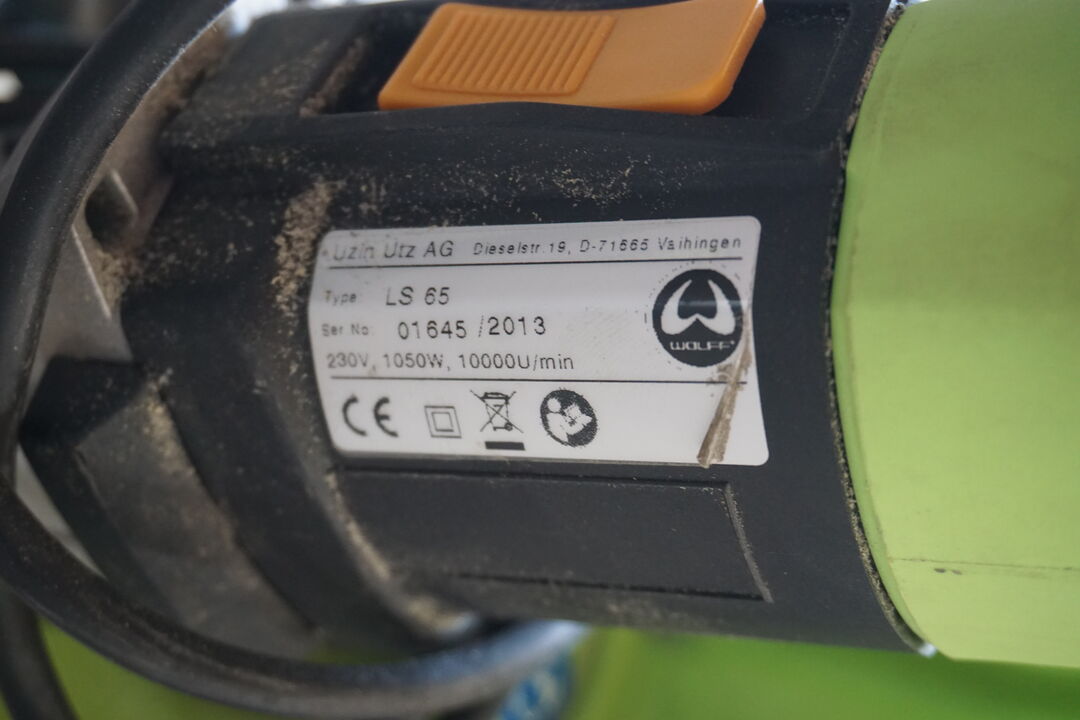 Uzin Utz AG Dieselstr.19, D-71665 Vaihingen
Type: LS 65
Ser No: 01645 /2013
WOLFF
230V, 1050W, 10000U/min
CE